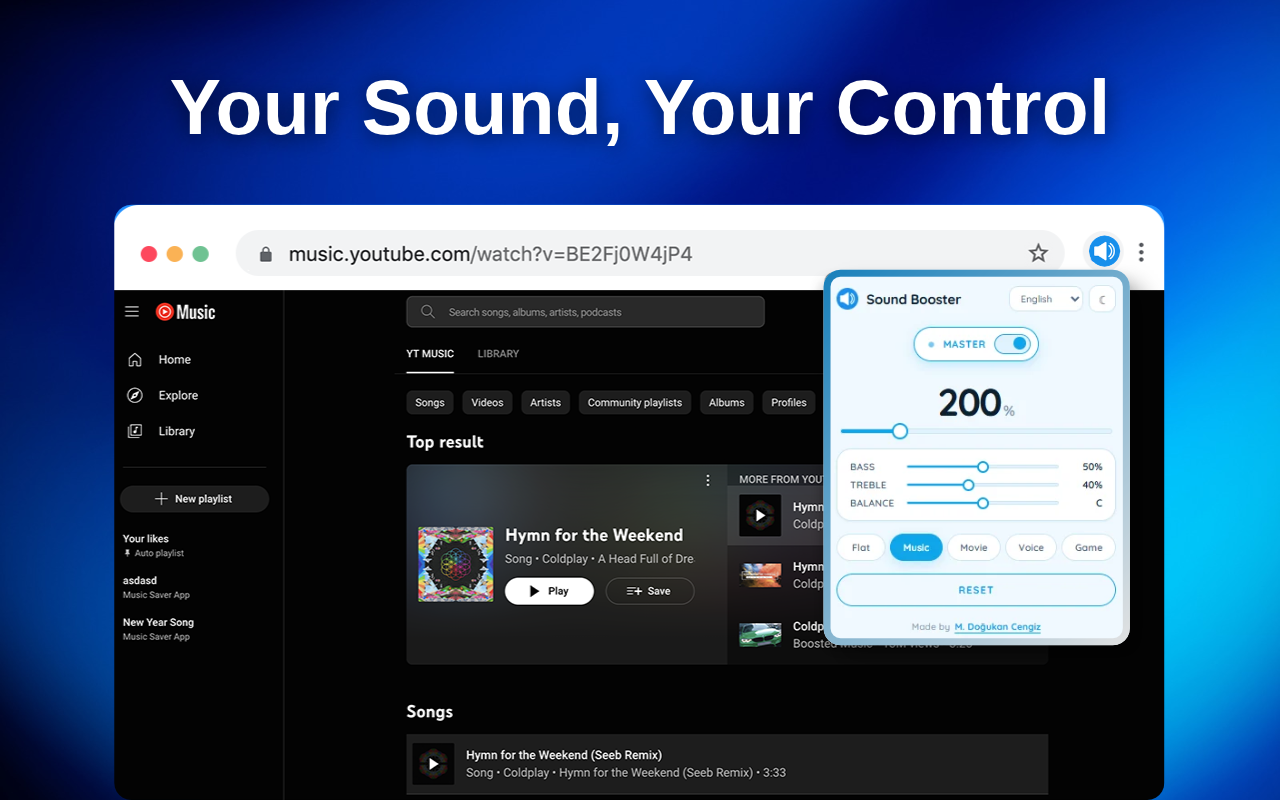 Your Sound, Your Control
music.youtube.com/watch?v=BE2Fj0W4jP4
Music
Home
Explore
Library
New playlist
Your likes
Auto playlist
asdasd
Music Saver App
New Year Song
Music Saver App
Search songs, albums, artists, podcasts
YT MUSIC LIBRARY
Songs Videos Artists Community playlists Albums Profiles
Top result
Hymn for the Weekend
Song • Coldplay • A Head Full of Dre
Play Save
MORE FROM YOU
Hymn
Coldp
Hymn
Coldp
Coldp
Songs
Hymn for the Weekend (Seeb Remix)
Song • Coldplay • Hymn for the Weekend (Seeb Remix) • 3:33
Sound Booster English
MASTER
200%
BASS 50%
TREBLE 40%
BALANCE C
Flat Music Movie Voice Game
RESET
Made by M. Doğukan Cengiz